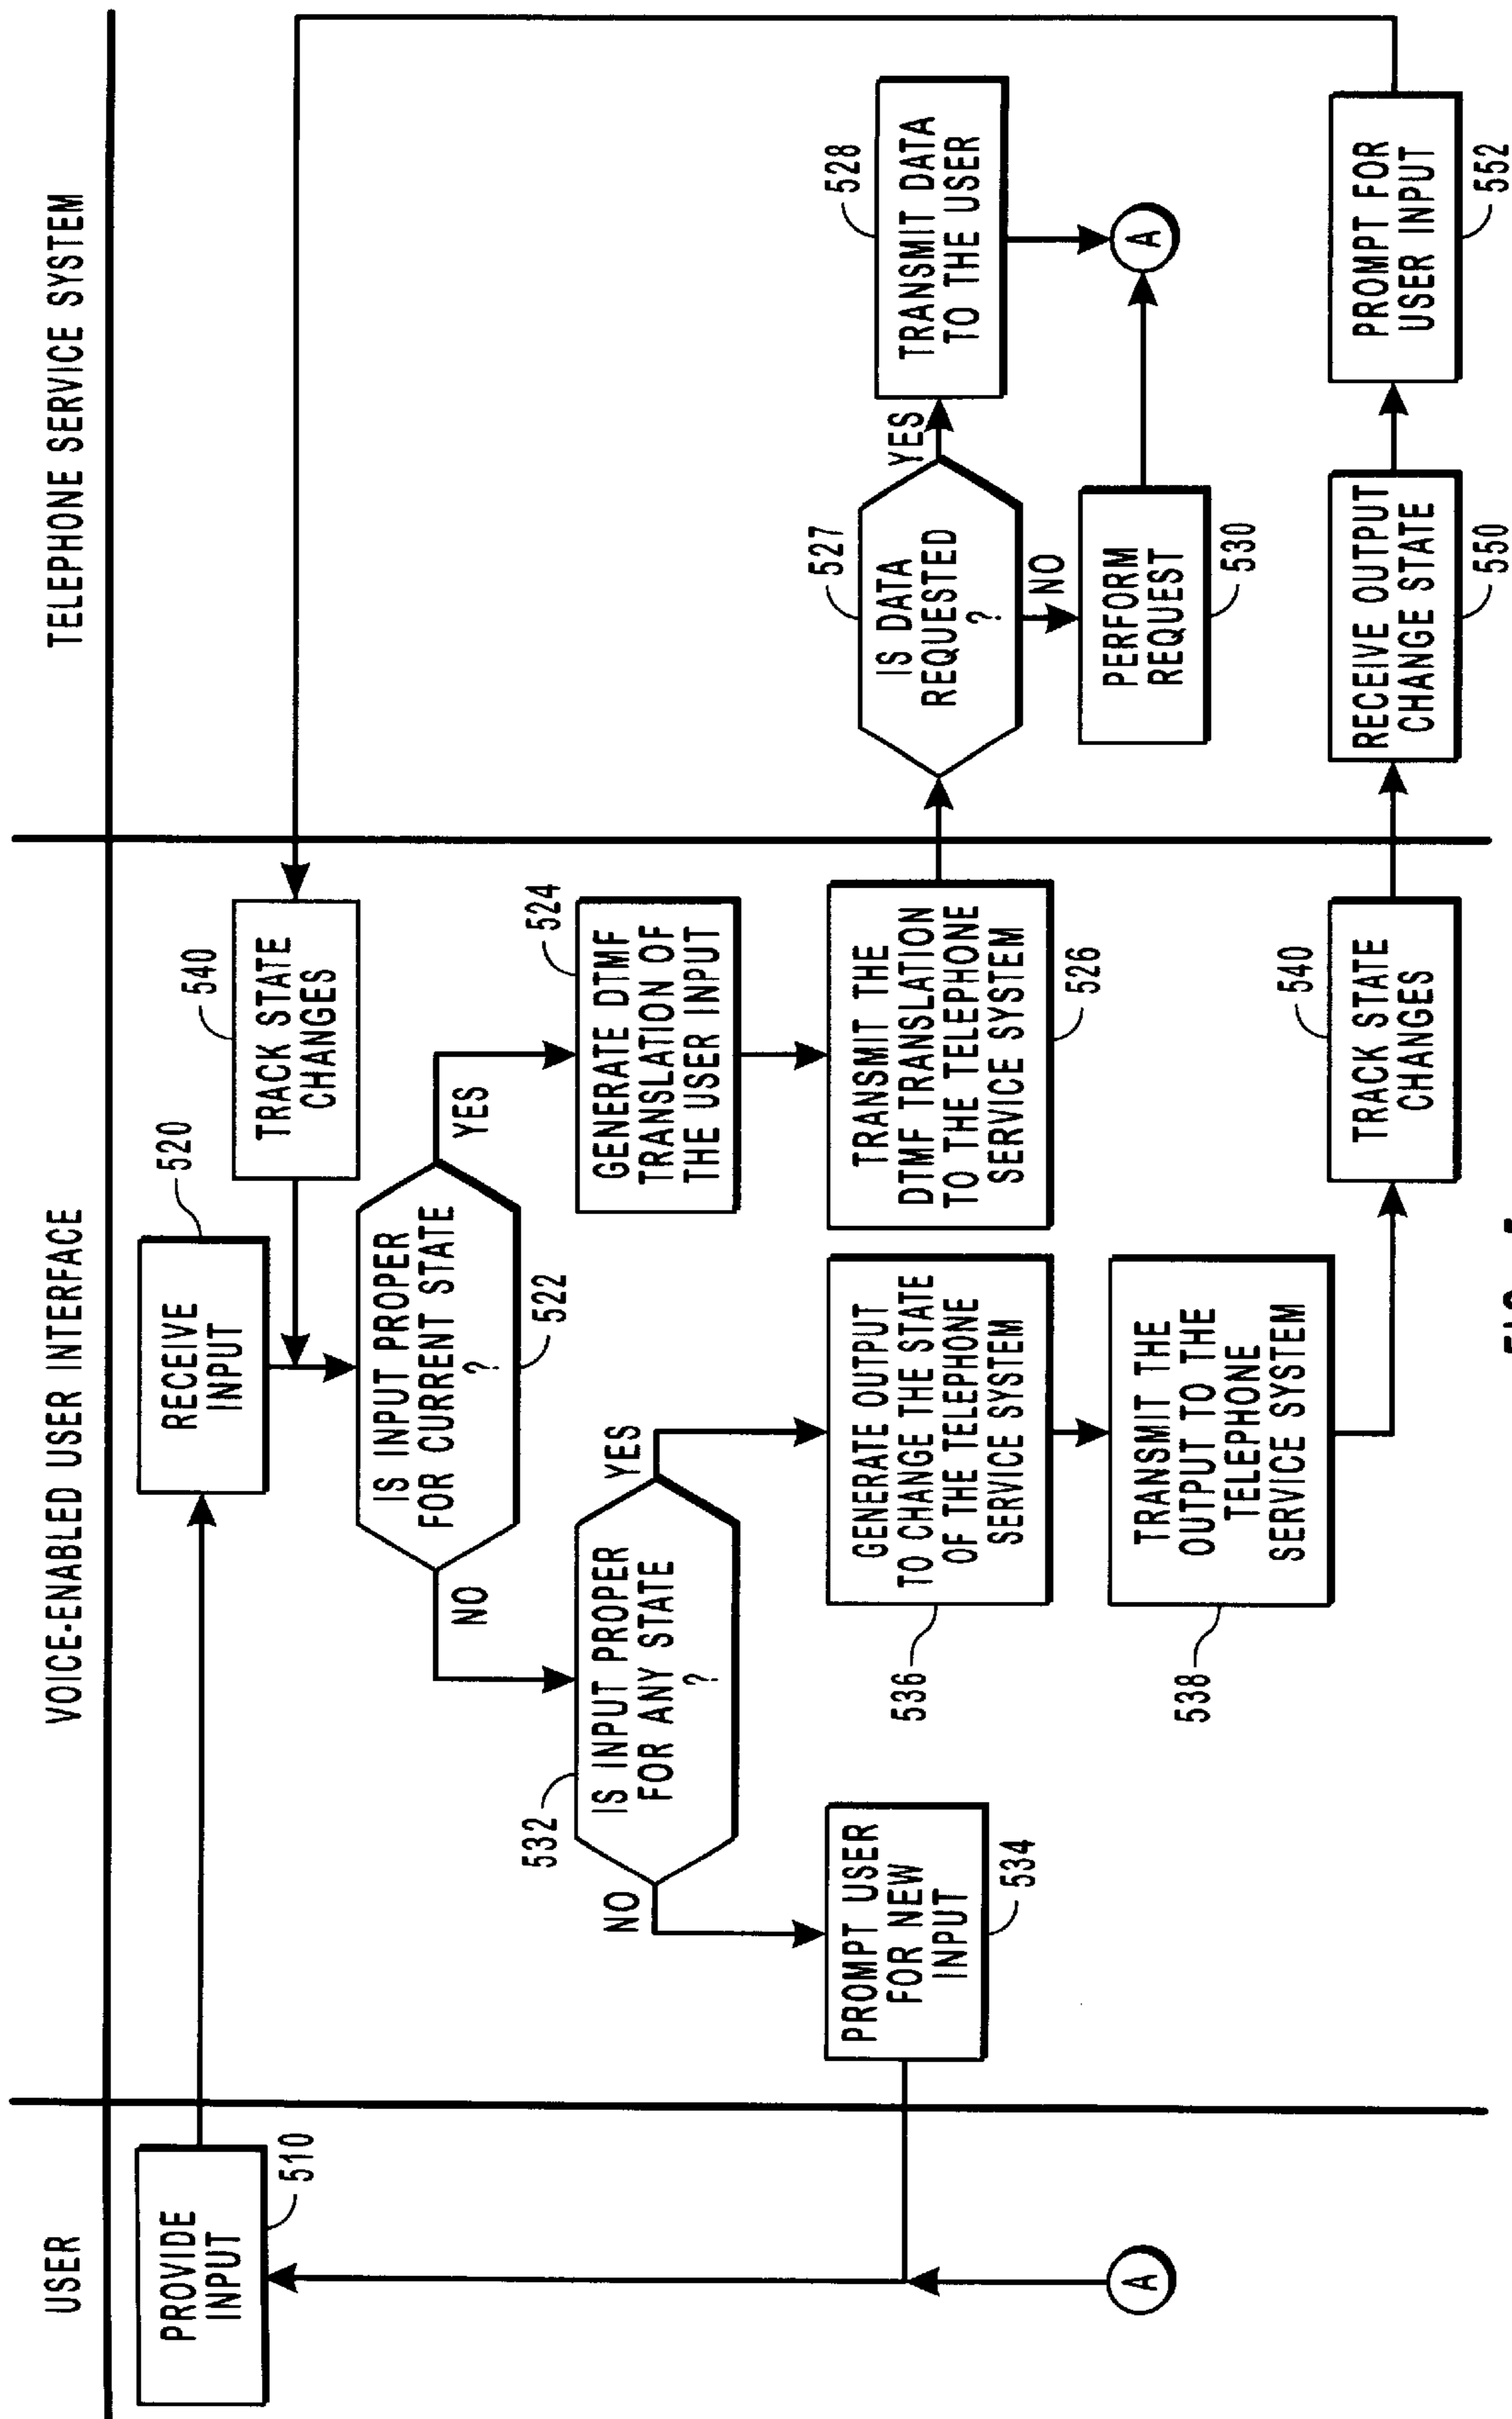 USER
VOICE-ENABLED USER INTERFACE
TELEPHONE SERVICE SYSTEM
PROVIDE
INPUT
510
RECEIVE
INPUT
520
TRACK STATE
CHANGES
540
IS INPUT PROPER
FOR CURRENT STATE
?
522
NO
YES
IS INPUT PROPER
FOR ANY STATE
?
532
NO
YES
GENERATE DTMF
TRANSLATION OF
THE USER INPUT
524
PROMPT USER
FOR NEW
INPUT
534
GENERATE OUTPUT
TO CHANGE THE STATE
OF THE TELEPHONE
SERVICE SYSTEM
536
TRANSMIT THE
DTMF TRANSLATION
TO THE TELEPHONE
SERVICE SYSTEM
526
IS DATA
REQUESTED
?
527
YES
NO
TRANSMIT DATA
TO THE USER
528
PERFORM
REQUEST
530
A
A
TRANSMIT THE
OUTPUT TO THE
TELEPHONE
SERVICE SYSTEM
538
TRACK STATE
CHANGES
540
RECEIVE OUTPUT
CHANGE STATE
550
PROMPT FOR
USER INPUT
552